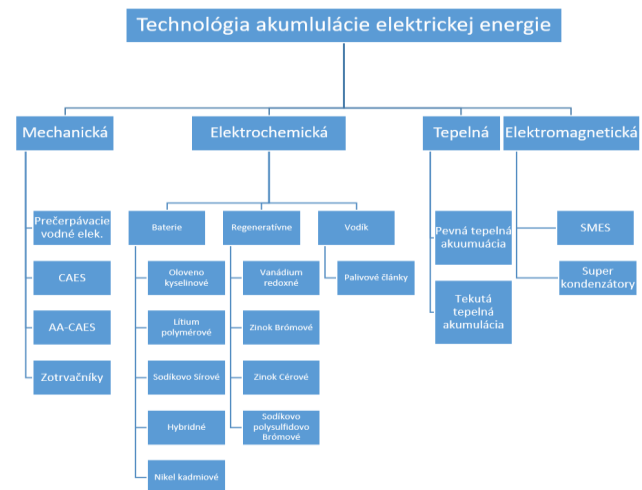 Technológia akumlulácie elektrickej energie
Mechanická
Elektrochemická
Tepelná
Elektromagnetická
Prečerpávacie
vodné elek.
CAES
AA-CAES
Zotrvačníky
Baterie
Oloveno
kyselinové
Lítium
polymérové
Sodíkovo Sírové
Hybridné
Nikel kadmiové
Regeneratívne
Vanádium
redoxné
Zinok Brómové
Zinok Cérové
Sodíkovo
polysulfidovo
Brómové
Vodík
Palivové články
Pevná tepelná
akuumuácia
Tekutá
tepelná
akumulácia
SMES
Super
kondenzátory